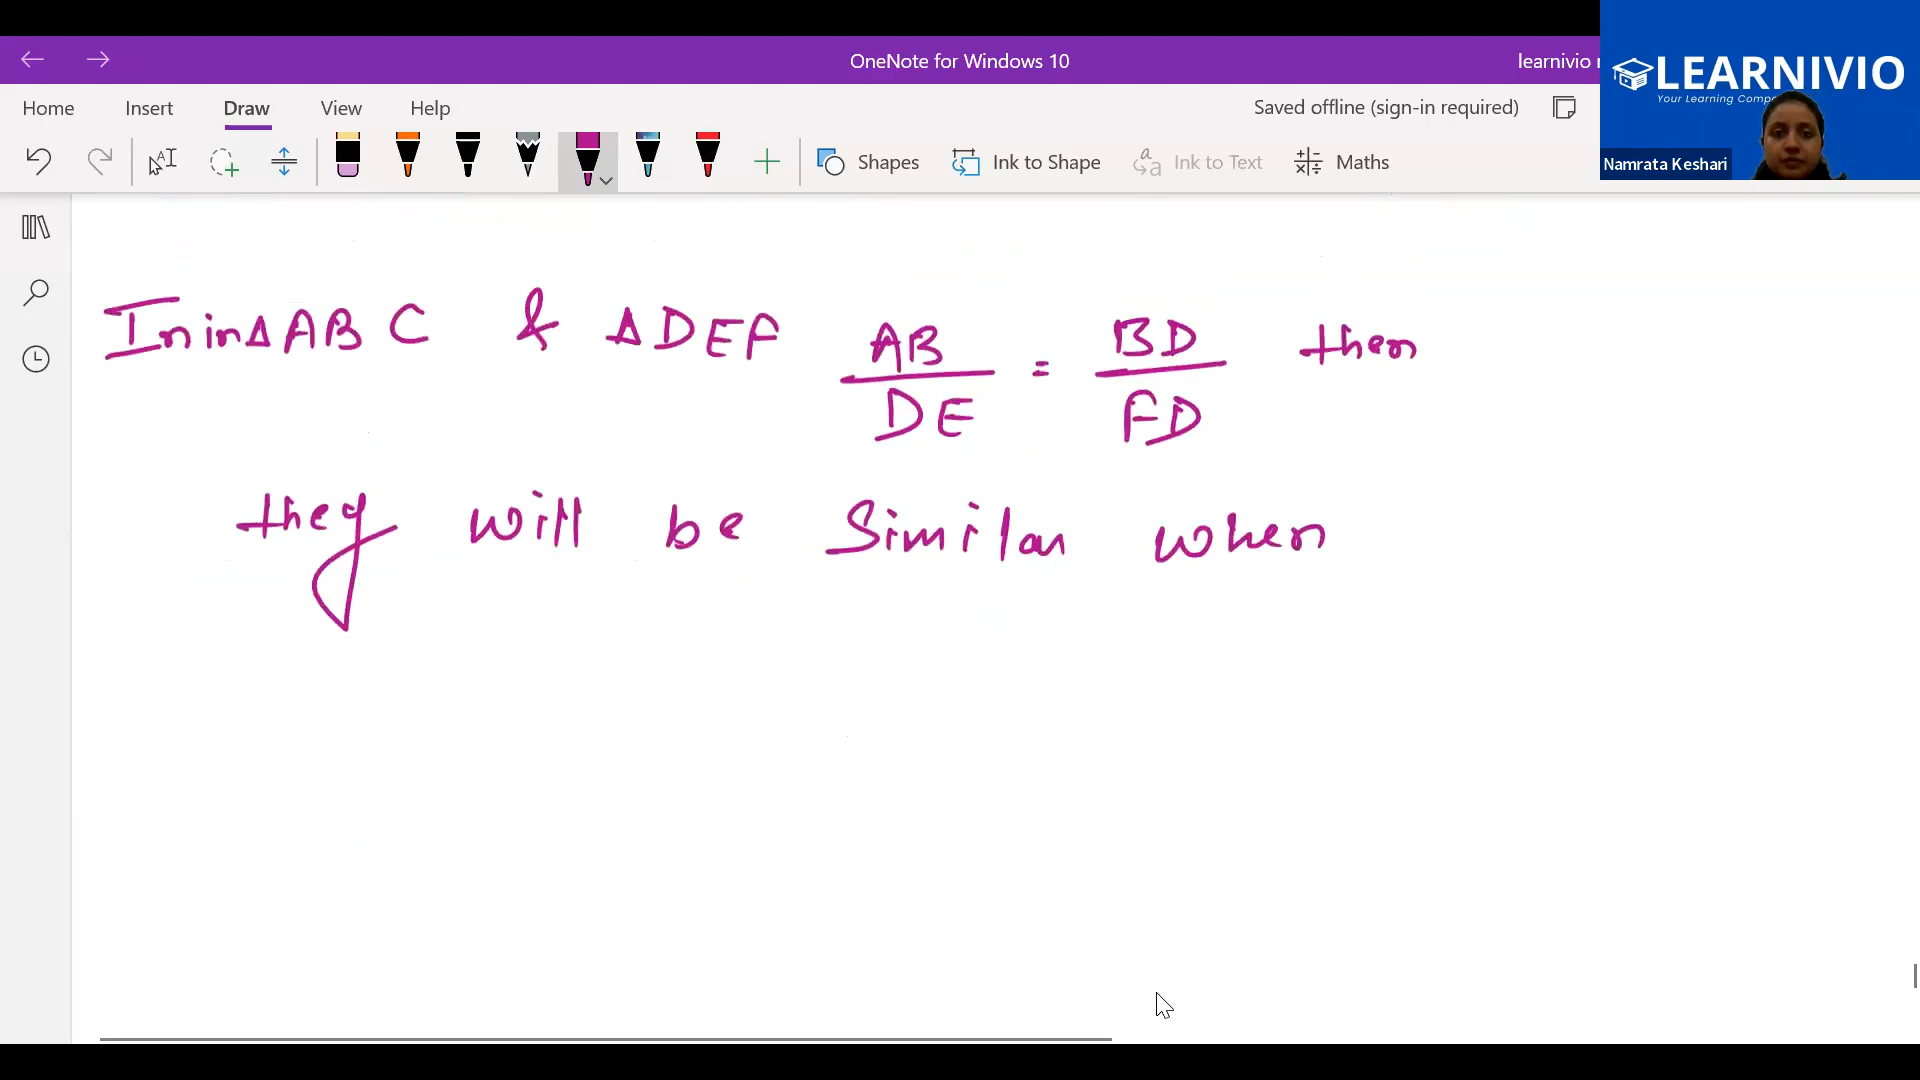 OneNote for Windows 10
learnivio
LEARNIVIO
Your Learning Comp
Namrata Keshari
Home Insert Draw View Help
Saved offline (sign-in required)
Shapes Ink to Shape Ink to Text Maths
In in Δ ABC & Δ DEF AB/DE = BD/FD then
they will be similar when